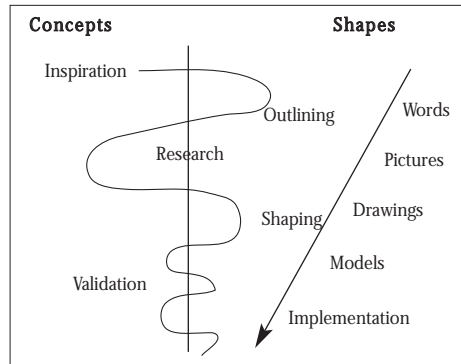 Concepts
Shapes
Inspiration
Outlining
Words
Research
Pictures
Shaping
Drawings
Models
Validation
Implementation